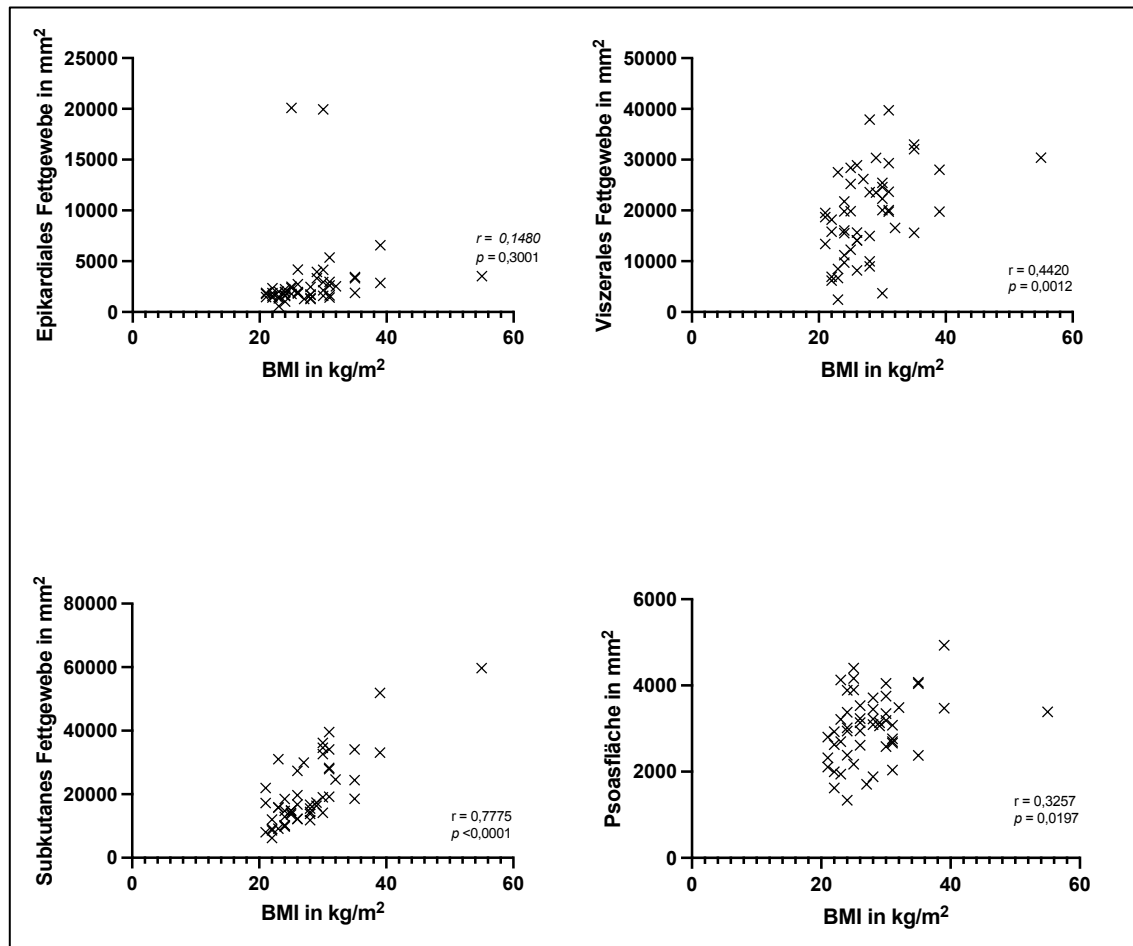 Epikardiales Fettgewebe in mm²
25000
20000
15000
10000
5000
0
0
20
40
60
BMI in kg/m²
r = 0,1480
p = 0,3001
Viszerales Fettgewebe in mm²
50000
40000
30000
20000
10000
0
0
20
40
60
BMI in kg/m²
r = 0,4420
p = 0,0012
Subkutanes Fettgewebe in mm²
80000
60000
40000
20000
0
0
20
40
60
BMI in kg/m²
r = 0,7775
p <0,0001
Psoasfläche in mm²
6000
4000
2000
0
0
20
40
60
BMI in kg/m²
r = 0,3257
p = 0,0197